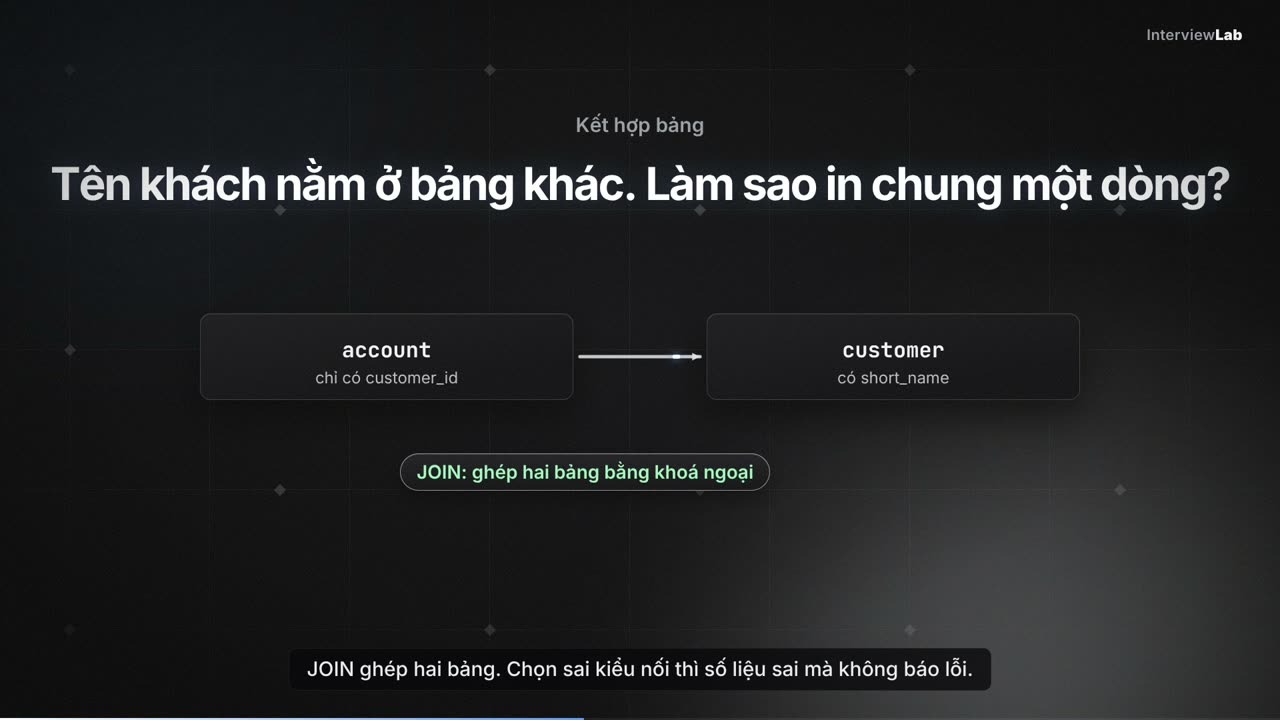 InterviewLab
Kết hợp bảng
Tên khách nằm ở bảng khác. Làm sao in chung một dòng?
account
chỉ có customer_id
customer
có short_name
JOIN: ghép hai bảng bằng khoá ngoại
JOIN ghép hai bảng. Chọn sai kiểu nối thì số liệu sai mà không báo lỗi.